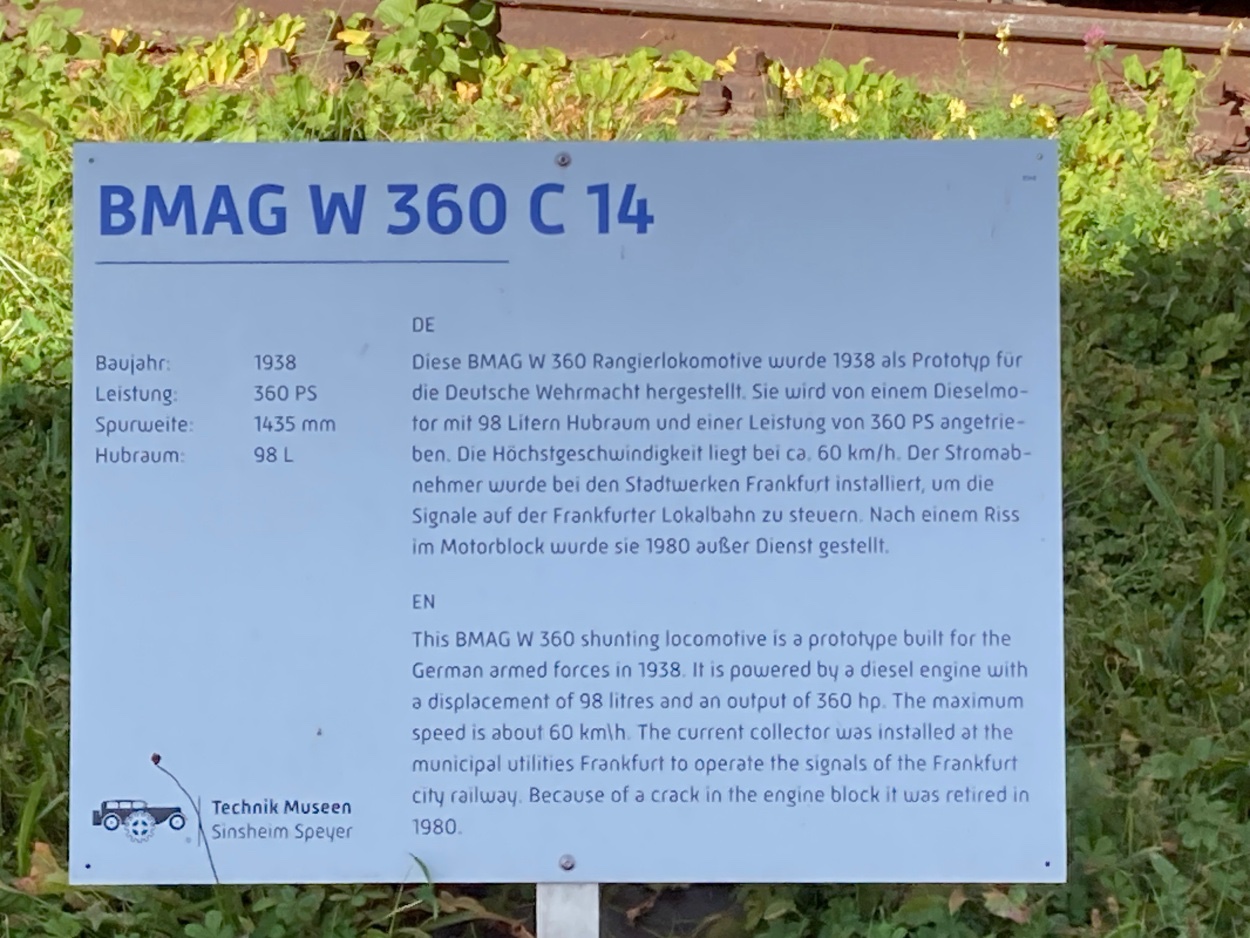 BMAG W 360 C 14
Baujahr: 1938
Leistung: 360 PS
Spurweite: 1435 mm
Hubraum: 98 L
DE
Diese BMAG W 360 Rangierlokomotive wurde 1938 als Prototyp für
die Deutsche Wehrmacht hergestellt. Sie wird von einem Dieselmo-
tor mit 98 Litern Hubraum und einer Leistung von 360 PS angetrie-
ben. Die Höchstgeschwindigkeit liegt bei ca. 60 km/h. Der Stromab-
nehmer wurde bei den Stadtwerken Frankfurt installiert, um die
Signale auf der Frankfurter Lokalbahn zu steuern. Nach einem Riss
im Motorblock wurde sie 1980 außer Dienst gestellt.
EN
This BMAG W 360 shunting locomotive is a prototype built for the
German armed forces in 1938. It is powered by a diesel engine with
a displacement of 98 litres and an output of 360 hp. The maximum
speed is about 60 km\h. The current collector was installed at the
municipal utilities Frankfurt to operate the signals of the Frankfurt
city railway. Because of a crack in the engine block it was retired in
1980.
Technik Museen
Sinsheim Speyer